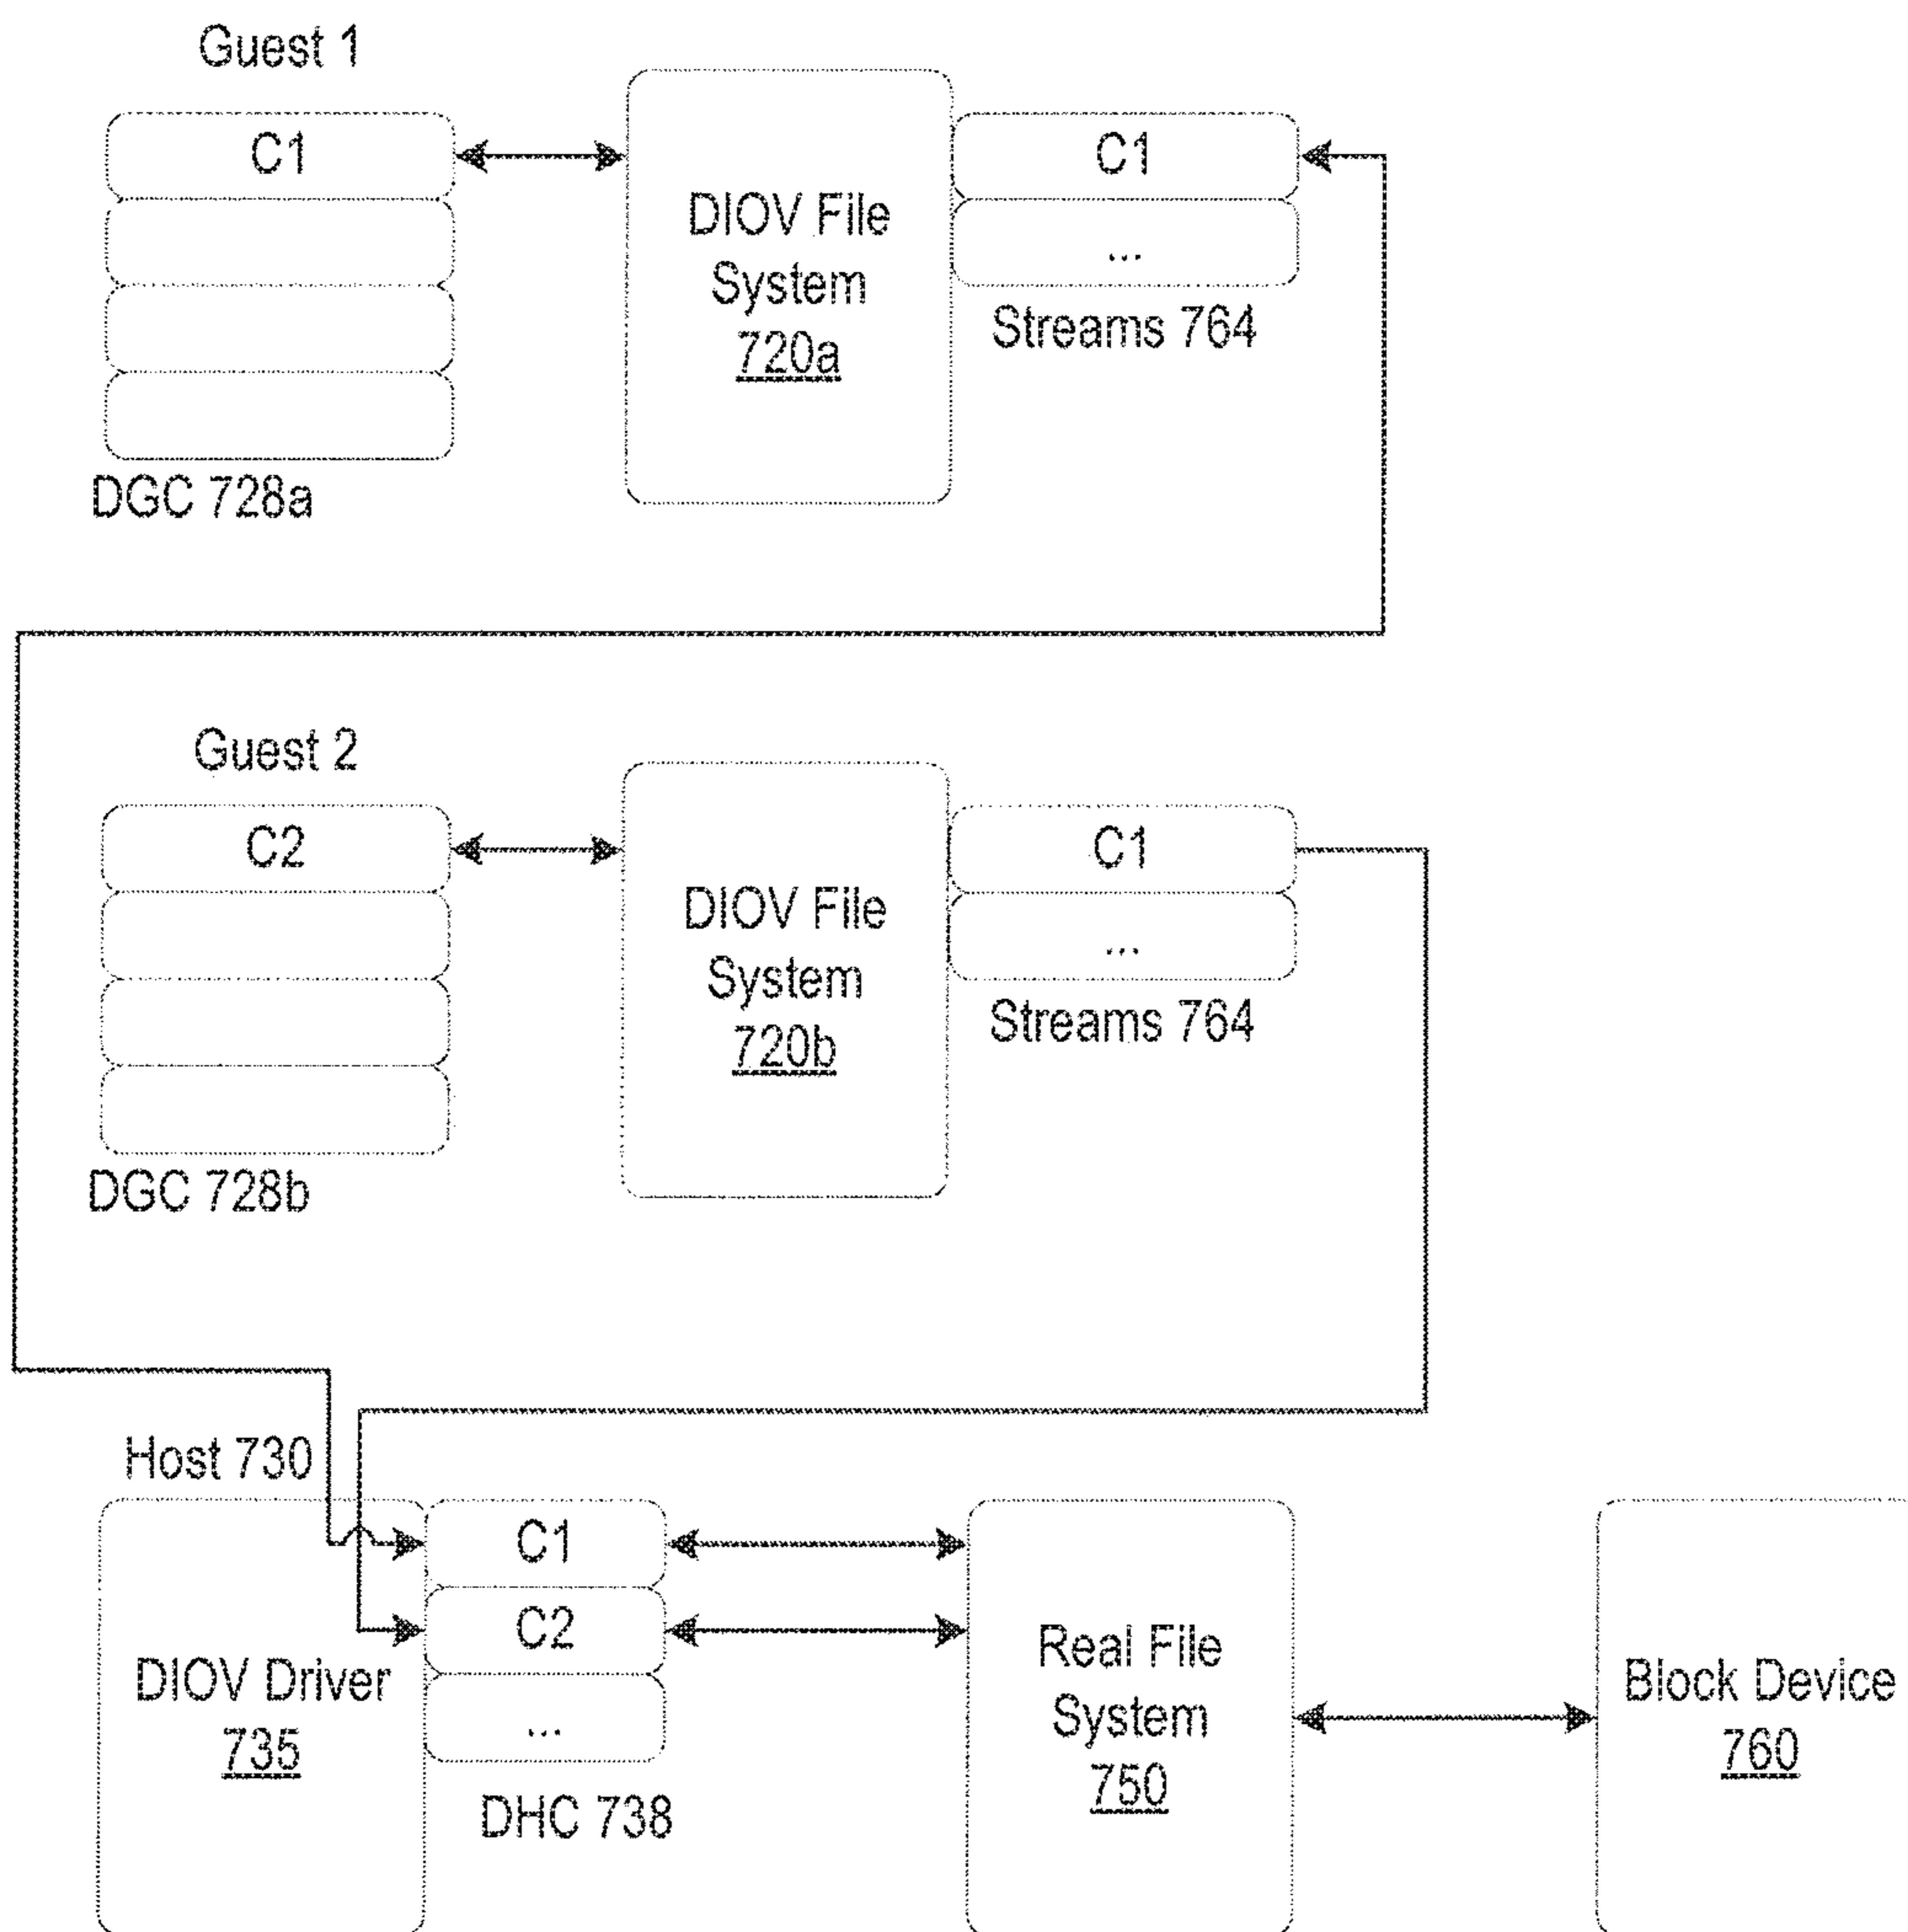 Guest 1
C1
DIOV File
System
720a
C1
...
Streams 764
DGC 728a
Guest 2
C2
DIOV File
System
720b
C1
...
Streams 764
DGC 728b
Host 730
DIOV Driver
735
C1
C2
...
DHC 738
Real File
System
750
Block Device
760